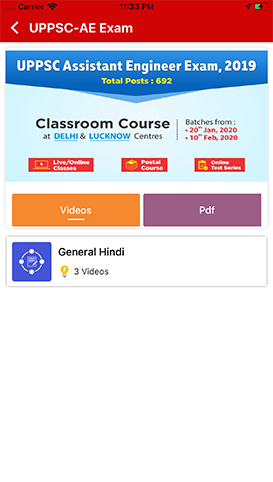 Carrier 11:33 PM
UPPSC-AE Exam
UPPSC Assistant Engineer Exam, 2019
Total Posts : 692
Classroom Course
at DELHI & LUCKNOW Centres
Batches from :
• 20th Jan, 2020
• 10th Feb, 2020
Live/Online
Classes
Postal
Course
Online
Test Series
Videos
Pdf
General Hindi
3 Videos